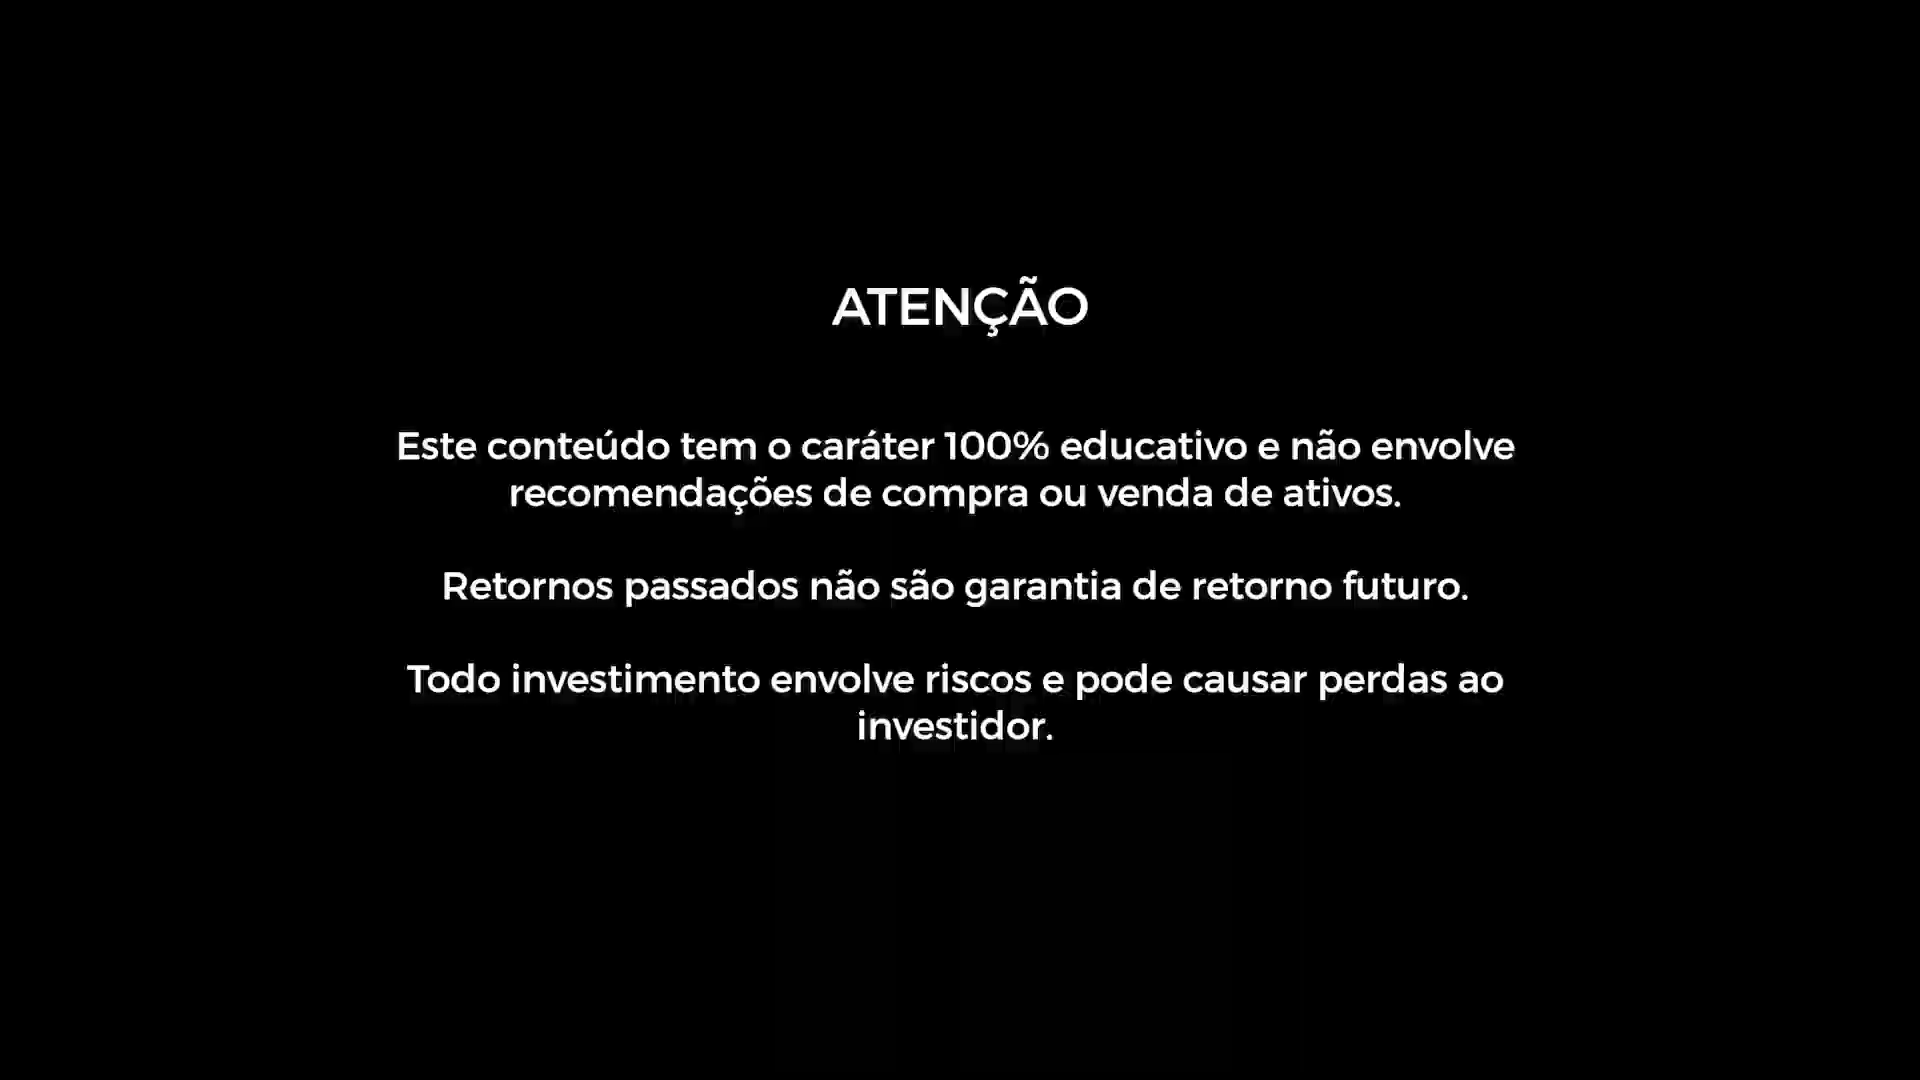 ATENÇÃO
Este conteúdo tem o caráter 100% educativo e não envolve
recomendações de compra ou venda de ativos.
Retornos passados não são garantia de retorno futuro.
Todo investimento envolve riscos e pode causar perdas ao
investidor.